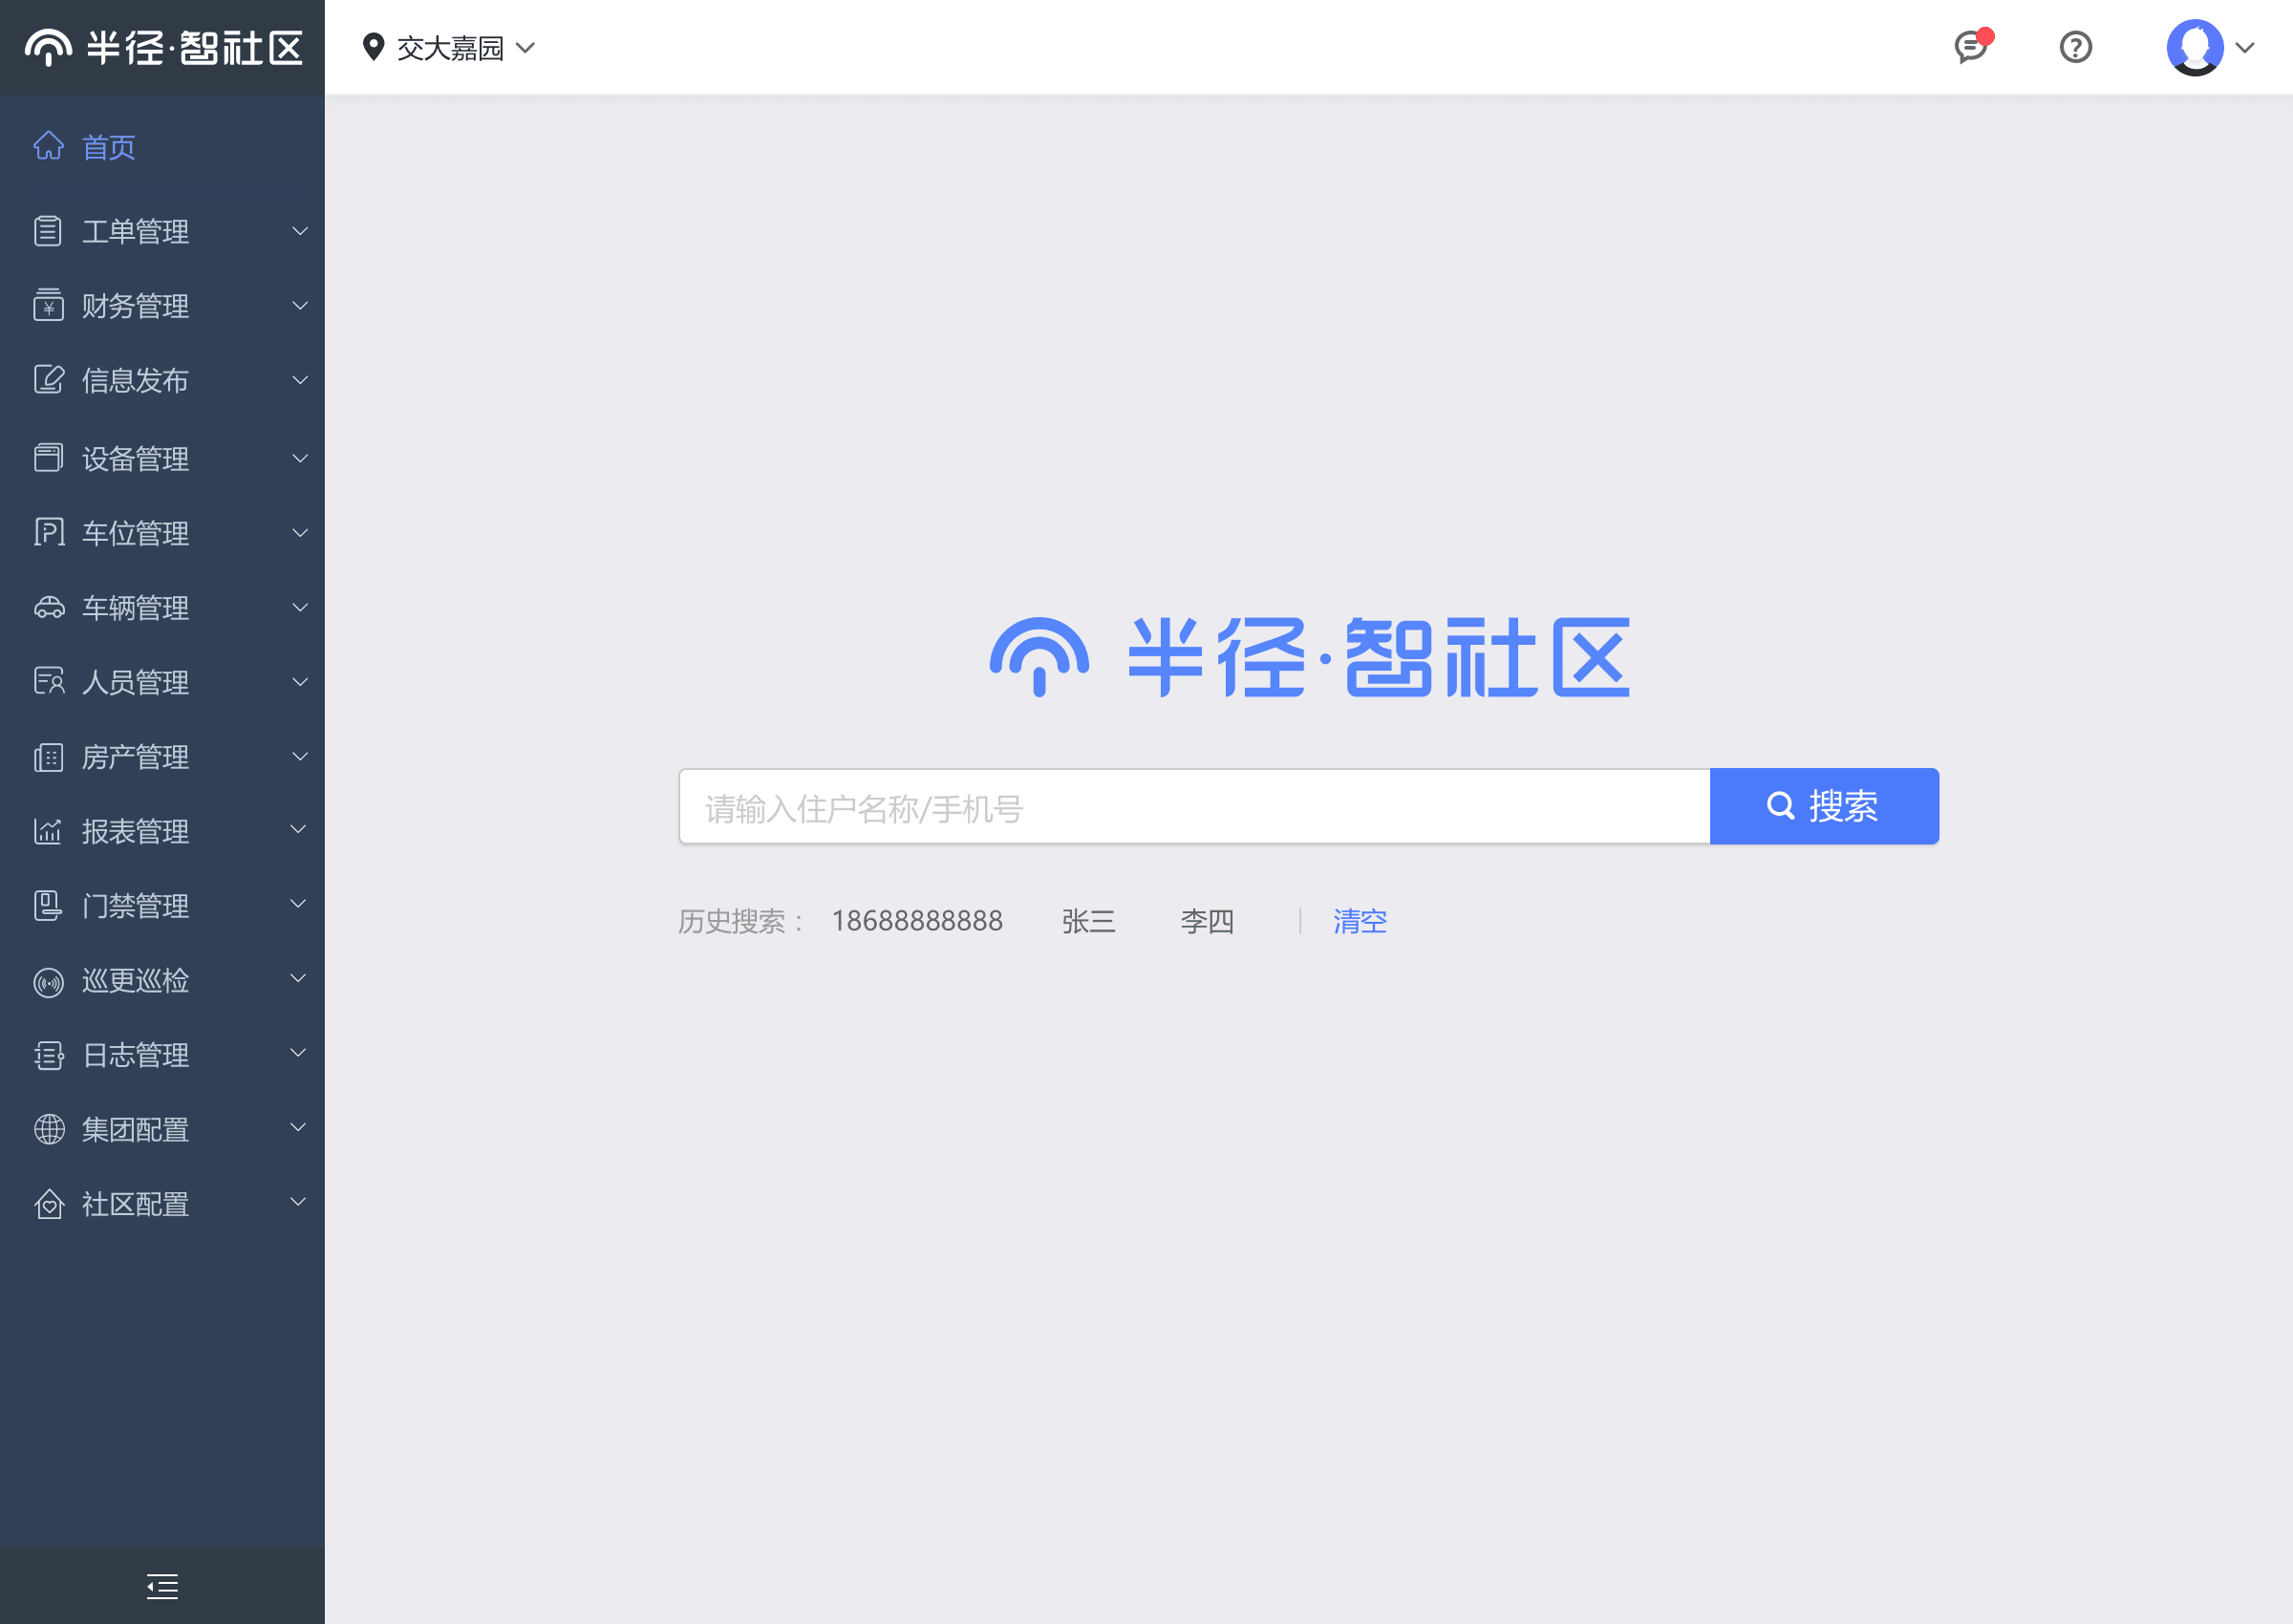 半径·智社区
交大嘉园
首页
工单管理
财务管理
信息发布
设备管理
车位管理
车辆管理
人员管理
房产管理
报表管理
门禁管理
巡更巡检
日志管理
集团配置
社区配置
半径·智社区
请输入住户名称/手机号
搜索
历史搜索： 18688888888 张三 李四 | 清空